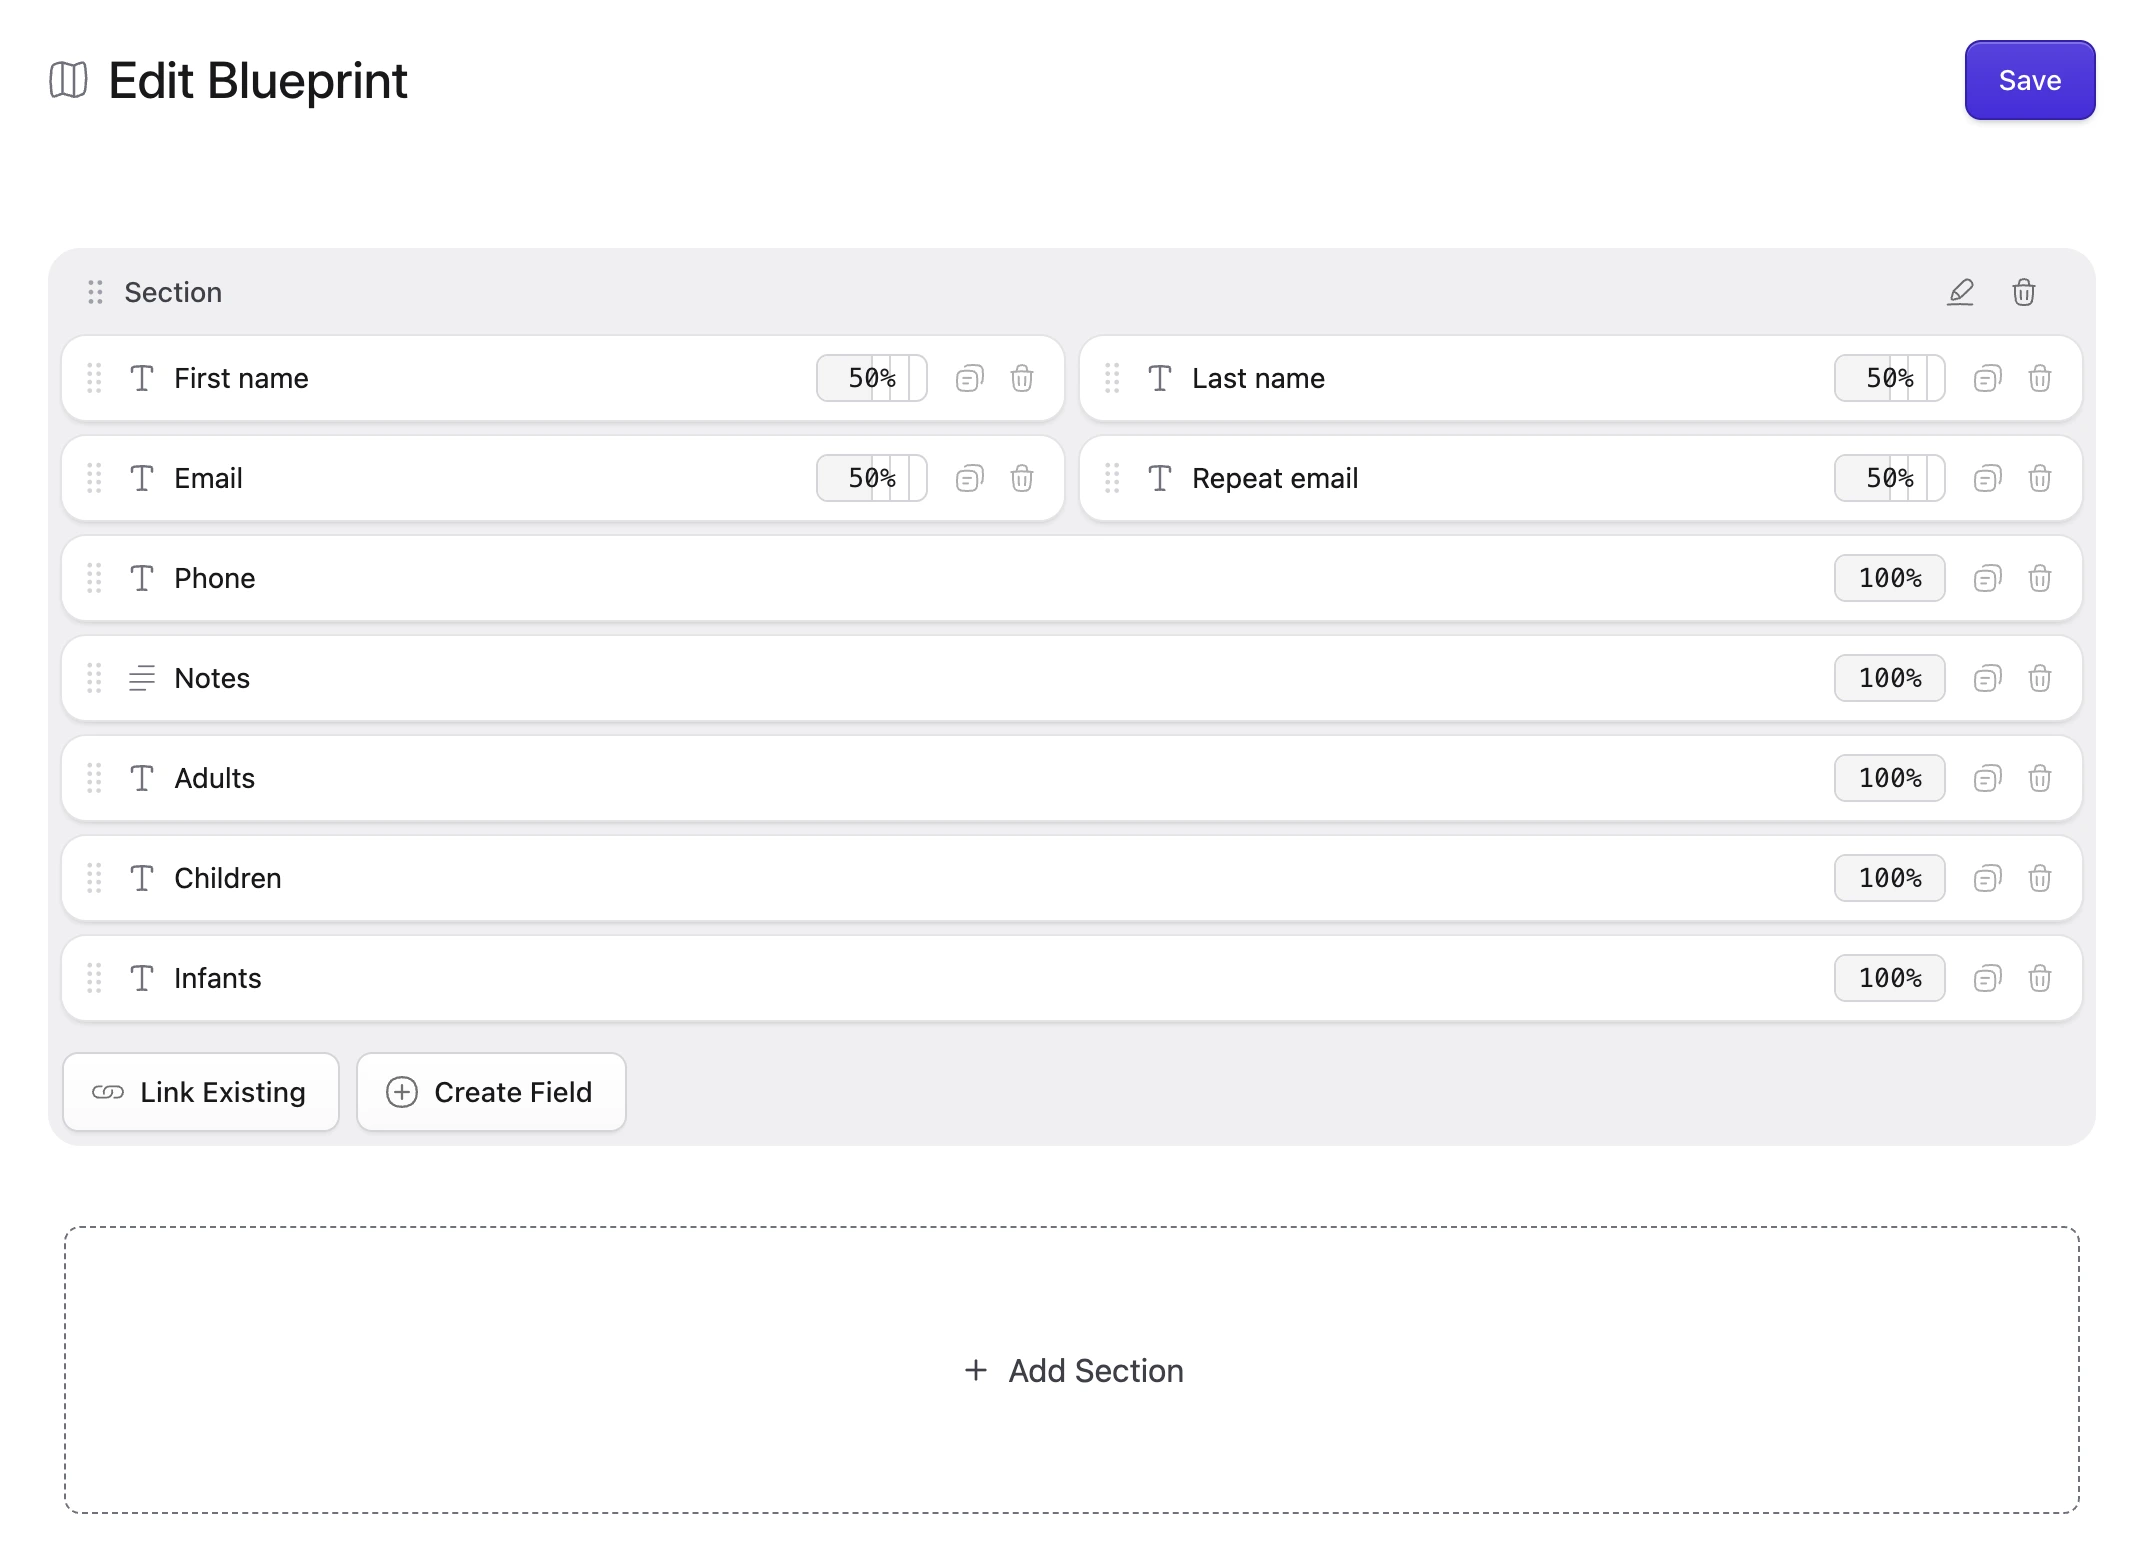 Edit Blueprint
Save
Section
First name 50%
Last name 50%
Email 50%
Repeat email 50%
Phone 100%
Notes 100%
Adults 100%
Children 100%
Infants 100%
Link Existing
Create Field
Add Section